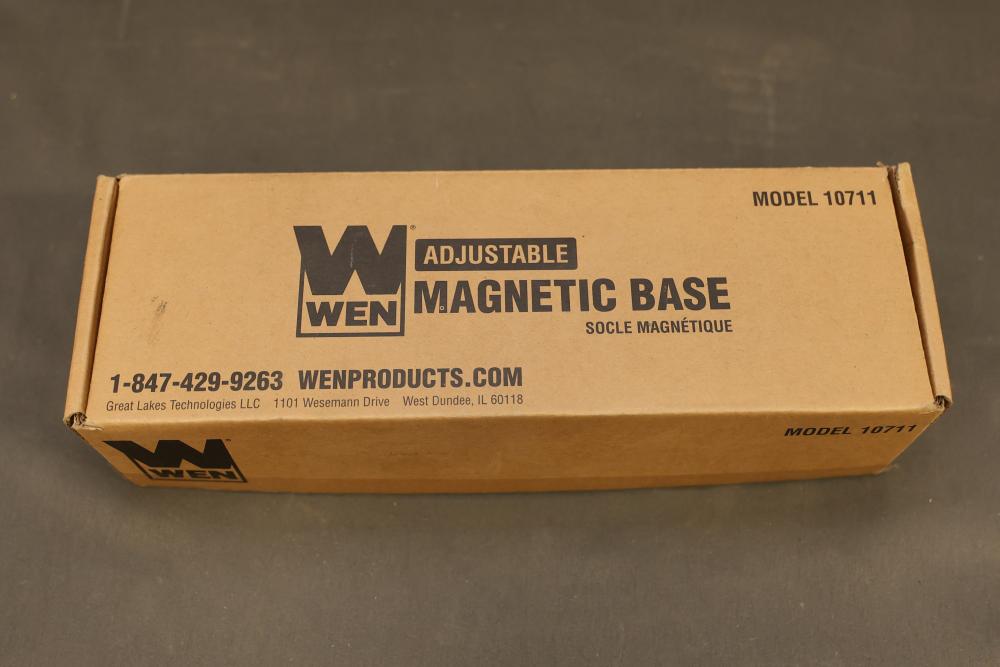 MODEL 10711
W®
WEN
ADJUSTABLE
MAGNETIC BASE
SOCLE MAGNÉTIQUE
1-847-429-9263 WENPRODUCTS.COM
Great Lakes Technologies LLC 1101 Wesemann Drive West Dundee, IL 60118
MODEL 10711
W®
WEN